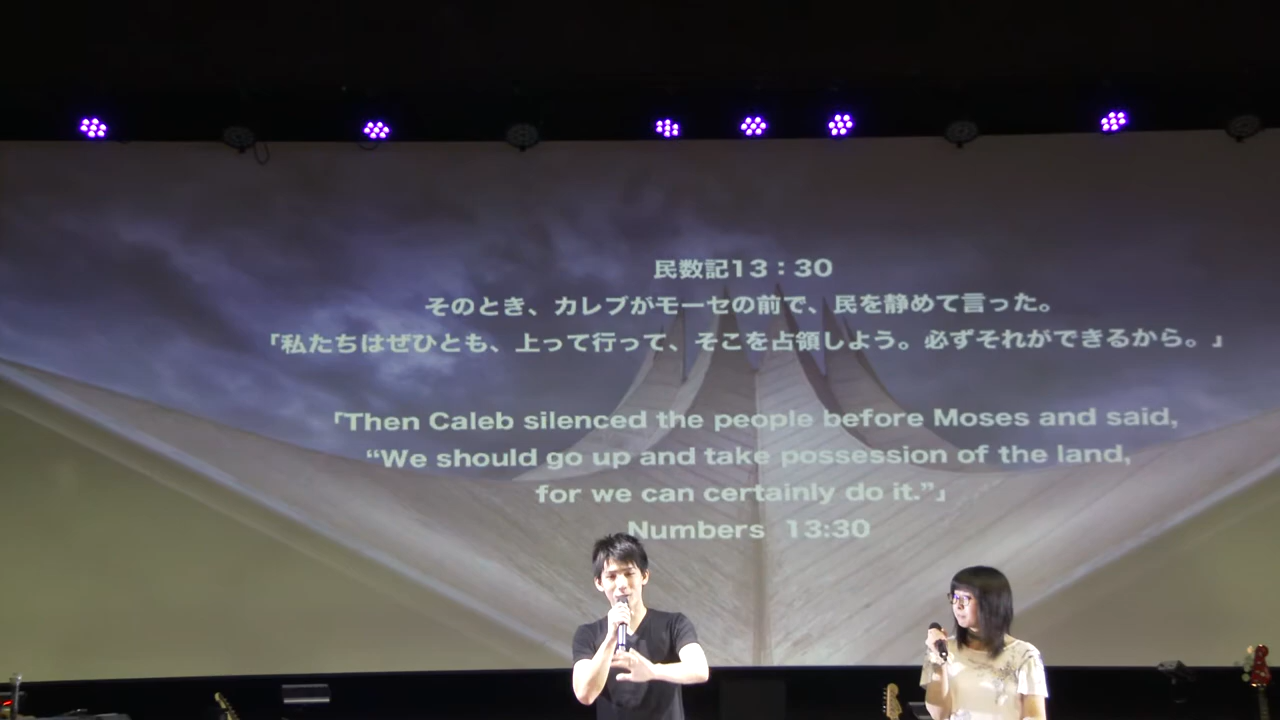 民数記13：30
そのとき、カレブがモーセの前で、民を静めて言った。
「私たちはぜひとも、上って行って、そこを占領しよう。必ずそれができるから。」
「Then Caleb silenced the people before Moses and said,
“We should go up and take possession of the land,
for we can certainly do it.”」
Numbers 13:30